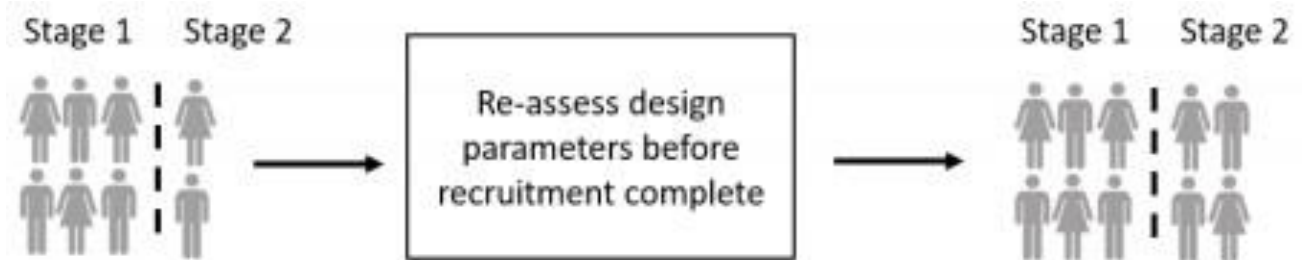 Stage 1 Stage 2
Re-assess design
parameters before
recruitment complete
Stage 1 Stage 2